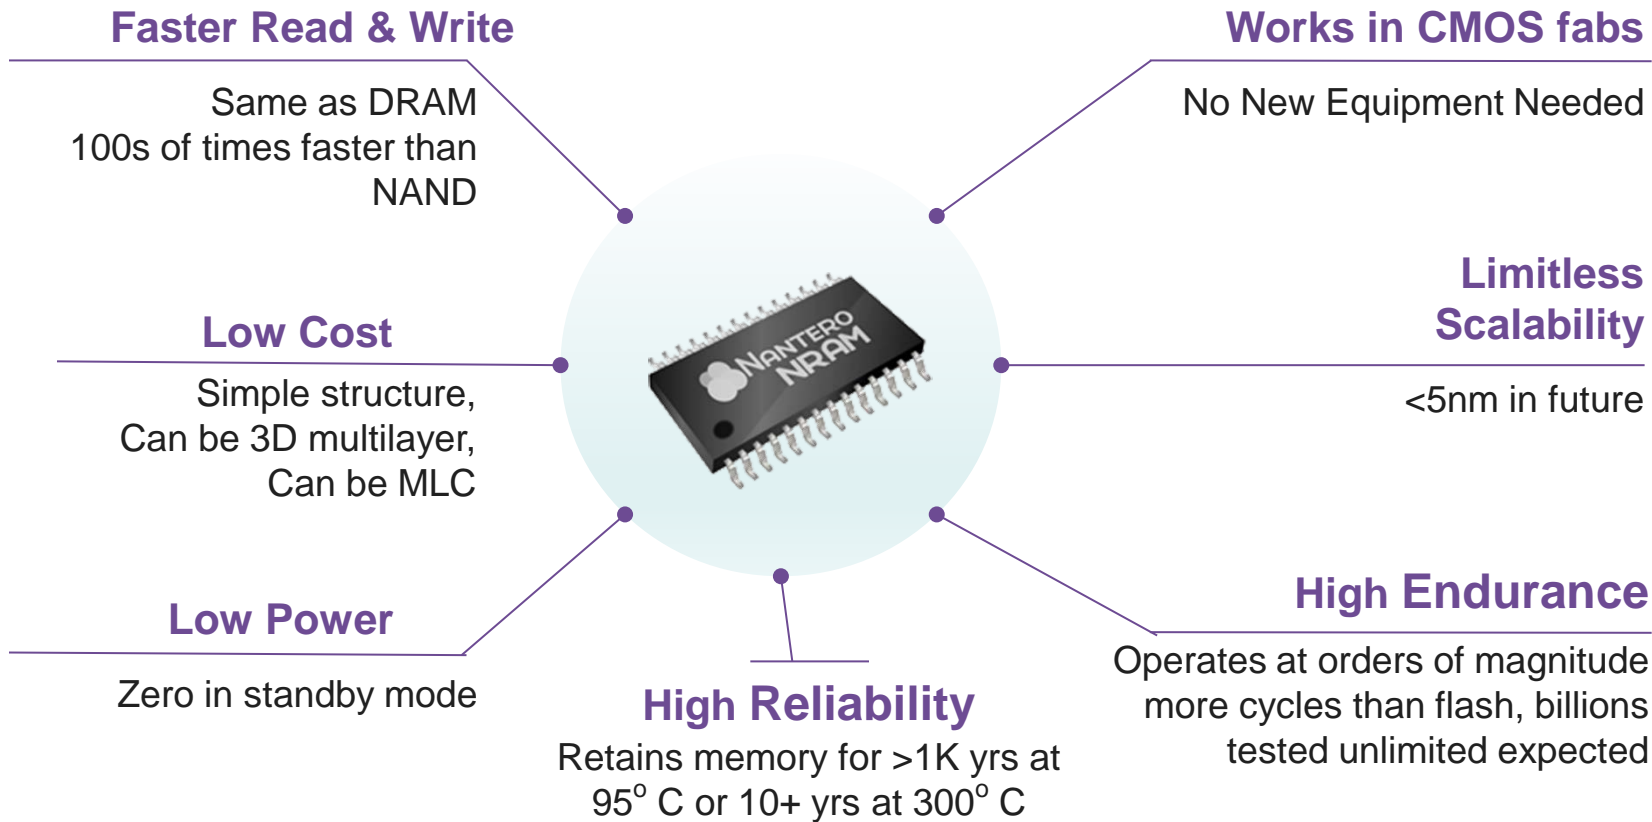 Faster Read & Write
Same as DRAM
100s of times faster than
NAND
Works in CMOS fabs
No New Equipment Needed
Low Cost
Simple structure,
Can be 3D multilayer,
Can be MLC
NANTERO
NRAM
Limitless
Scalability
<5nm in future
Low Power
Zero in standby mode
High Reliability
Retains memory for >1K yrs at
95° C or 10+ yrs at 300° C
High Endurance
Operates at orders of magnitude
more cycles than flash, billions
tested unlimited expected